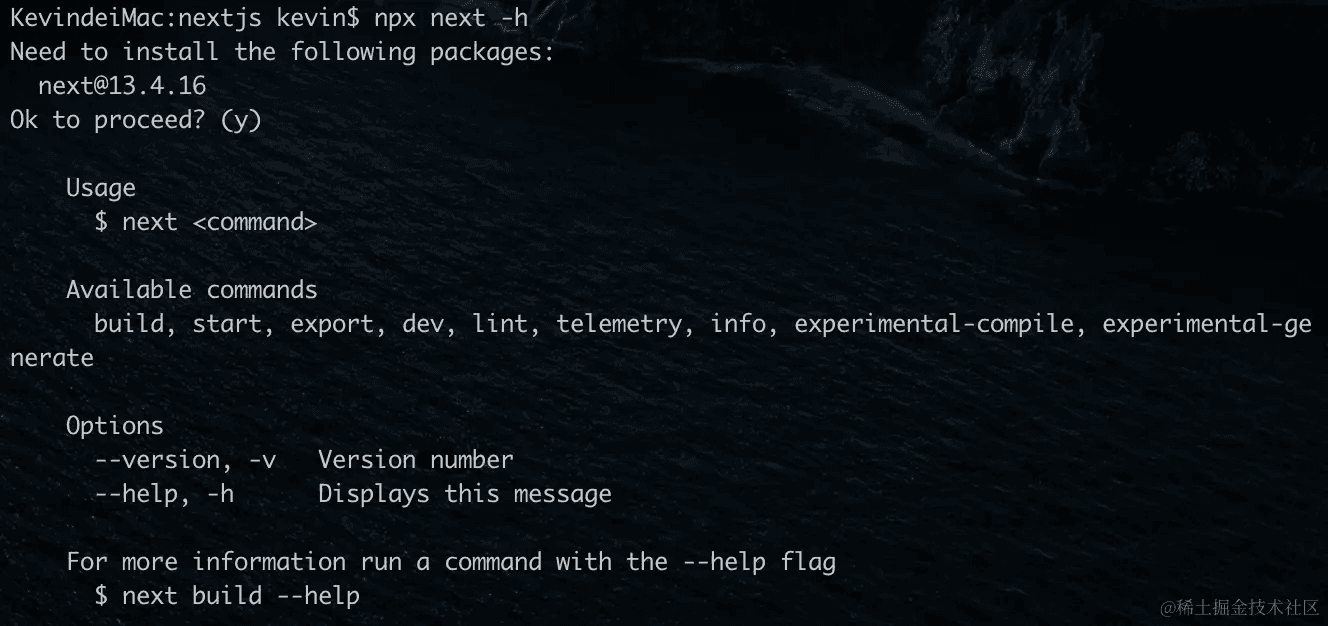 KevindeiMac:nextjs kevin$ npx next -h
Need to install the following packages:
  next@13.4.16
Ok to proceed? (y)

    Usage
      $ next <command>

    Available commands
      build, start, export, dev, lint, telemetry, info, experimental-compile, experimental-ge
nerate

    Options
      --version, -v   Version number
      --help, -h      Displays this message

    For more information run a command with the --help flag
      $ next build --help
@稀土掘金技术社区